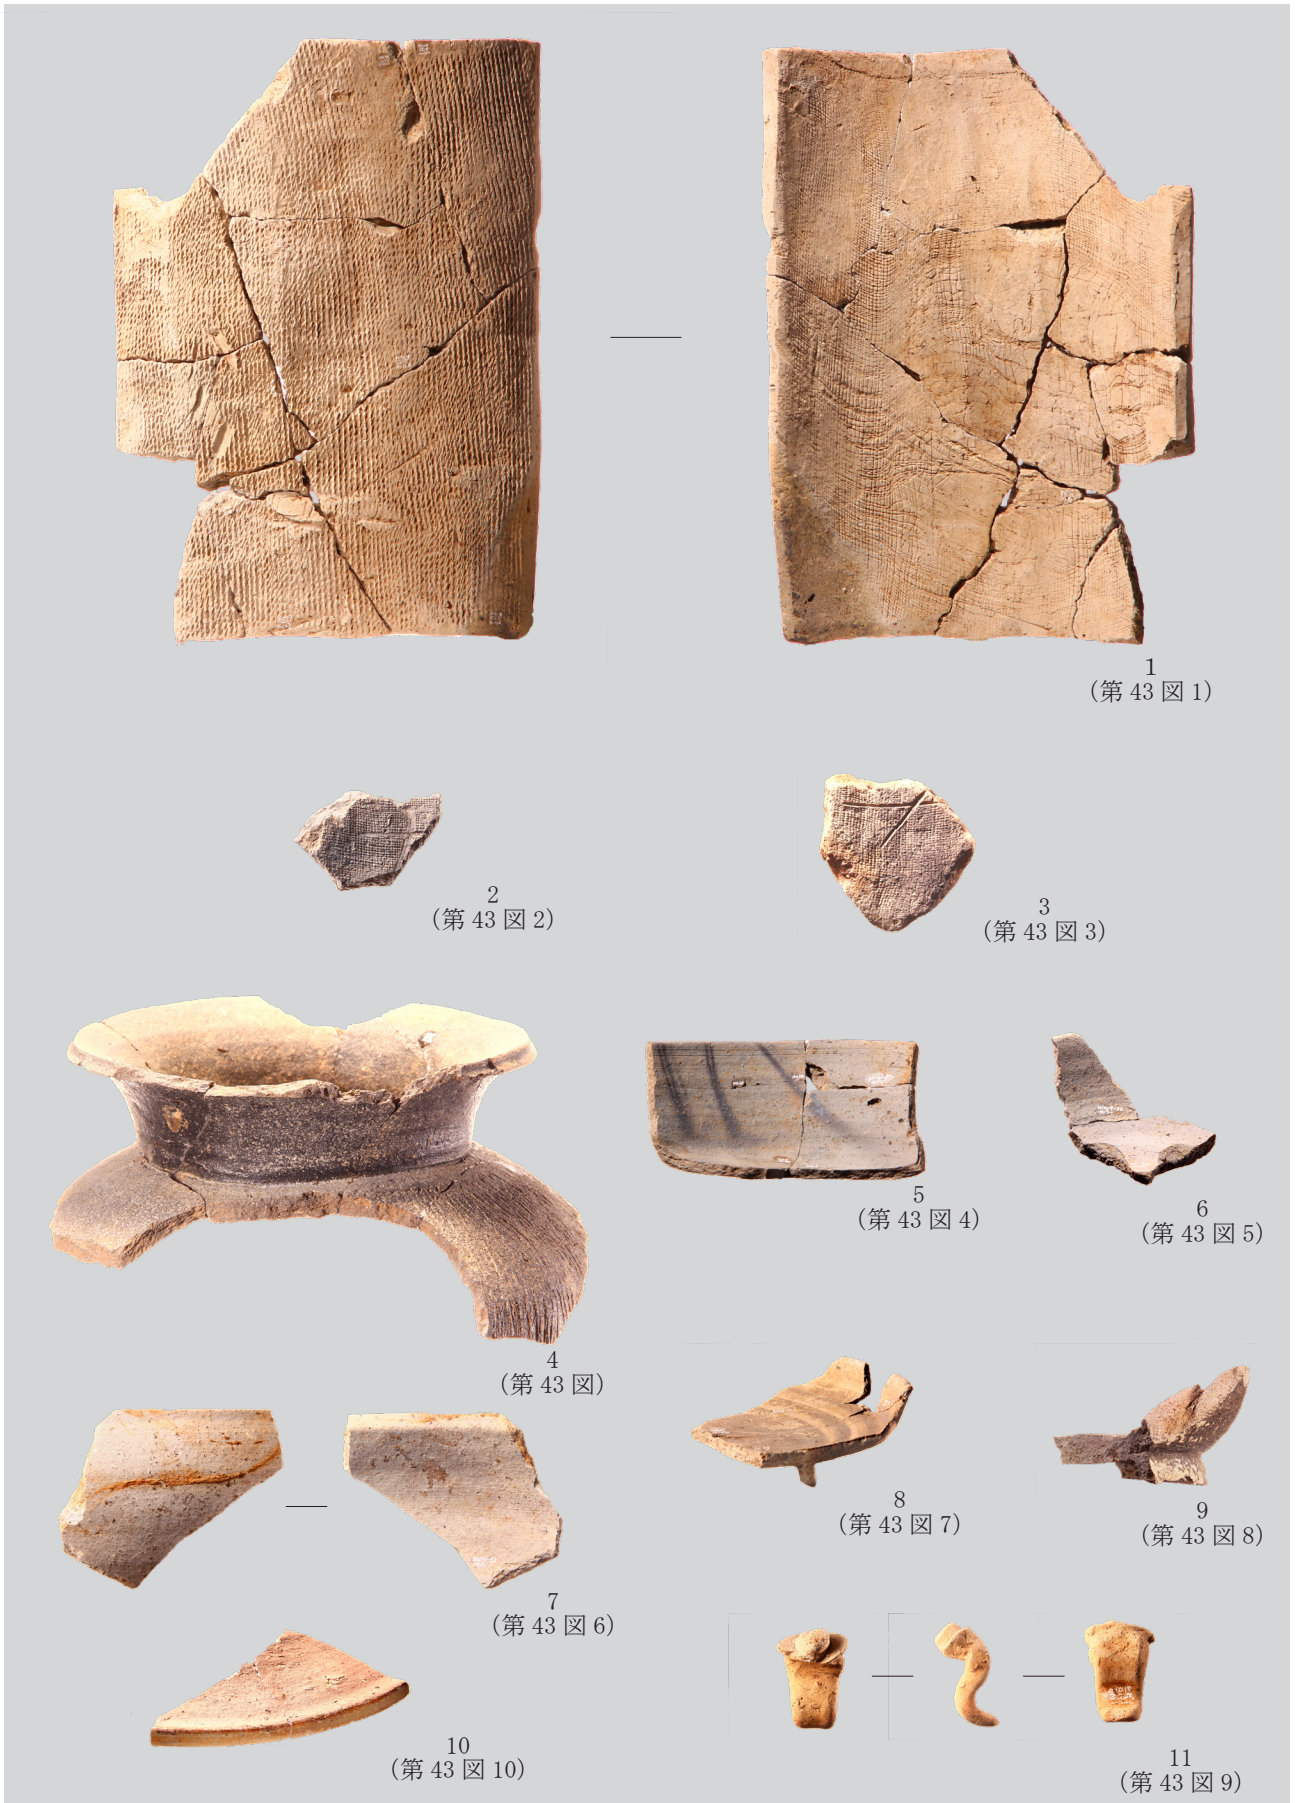 1
（第 43 図 1）
2
（第 43 図 2）
3
（第 43 図 3）
4
（第 43 図）
5
（第 43 図 4）
6
（第 43 図 5）
7
（第 43 図 6）
8
（第 43 図 7）
9
（第 43 図 8）
10
（第 43 図 10）
11
（第 43 図 9）